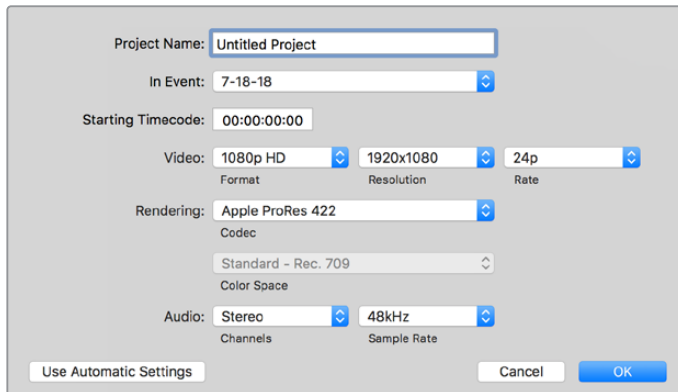 Project Name: Untitled Project
In Event: 7-18-18
Starting Timecode: 00:00:00:00
Video: 1080p HD 1920x1080 24p
Format Resolution Rate
Rendering: Apple ProRes 422
Codec
Standard - Rec. 709
Color Space
Audio: Stereo 48kHz
Channels Sample Rate
Use Automatic Settings Cancel OK